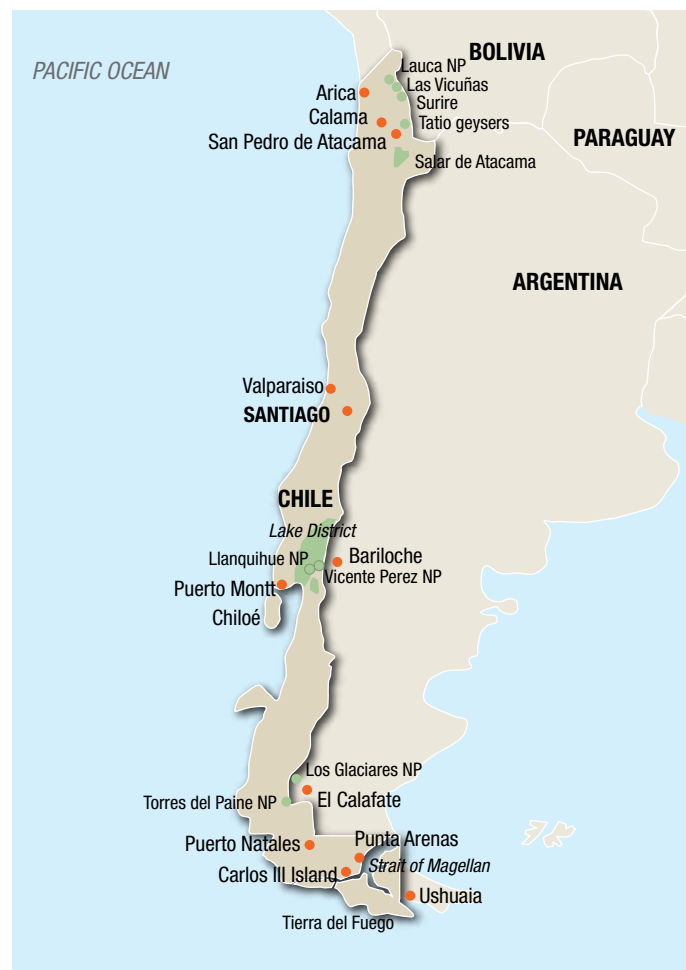 BOLIVIA
PACIFIC OCEAN
Lauca NP
Las Vicuñas
Arica
Surire
Calama
Tatio geysers
PARAGUAY
San Pedro de Atacama
Salar de Atacama
ARGENTINA
Valparaiso
SANTIAGO
CHILE
Lake District
Llanquihue NP
Bariloche
Vicente Perez NP
Puerto Montt
Chiloé
Los Glaciares NP
Torres del Paine NP
El Calafate
Puerto Natales
Punta Arenas
Strait of Magellan
Carlos III Island
Ushuaia
Tierra del Fuego